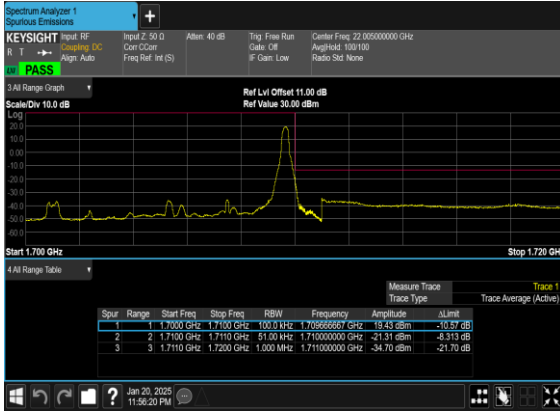 Spectrum Analyzer 1
Spurious Emissions
KEYSIGHT Input: RF Input Z: 50 Ω Atten: 40 dB Trig: Free Run Center Freq: 22.005000000 GHz
R T Coupling: DC Corr CCorr Gate: Off Avg|Hold: 100/100
Align: Auto Freq Ref: Int (S) IF Gain: Low Radio Std: None
PASS
3 All Range Graph
Ref Lvl Offset 11.00 dB
Scale/Div 10.0 dB Ref Value 30.00 dBm
Log
20.0
10.0
0.00
-10.0
-20.0
-30.0
-40.0
-50.0
-60.0
Start 1.700 GHz Stop 1.720 GH
4 All Range Table
Measure Trace Trace 1
Trace Type Trace Average (Active)
Spur Range Start Freq Stop Freq RBW Frequency Amplitude ΔLimit
1 1 1.7000 GHz 1.7100 GHz 100.0 kHz 1.709666667 GHz 19.43 dBm -10.57 dB
2 2 1.7100 GHz 1.7110 GHz 51.00 kHz 1.710000000 GHz -21.31 dBm -8.313 dB
3 3 1.7110 GHz 1.7200 GHz 1.000 MHz 1.711000000 GHz -34.70 dBm -21.70 dB
Jan 20, 2025
11:56:20 PM